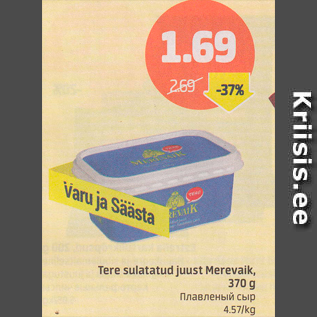 1.69
2.69
-37%
MEREVAIK
TERE
MEREVAIK
Varu ja Säästa
Tere sulatatud juust Merevaik,
370 g
Плавленый сыр
4.57/kg
Kriisis.ee